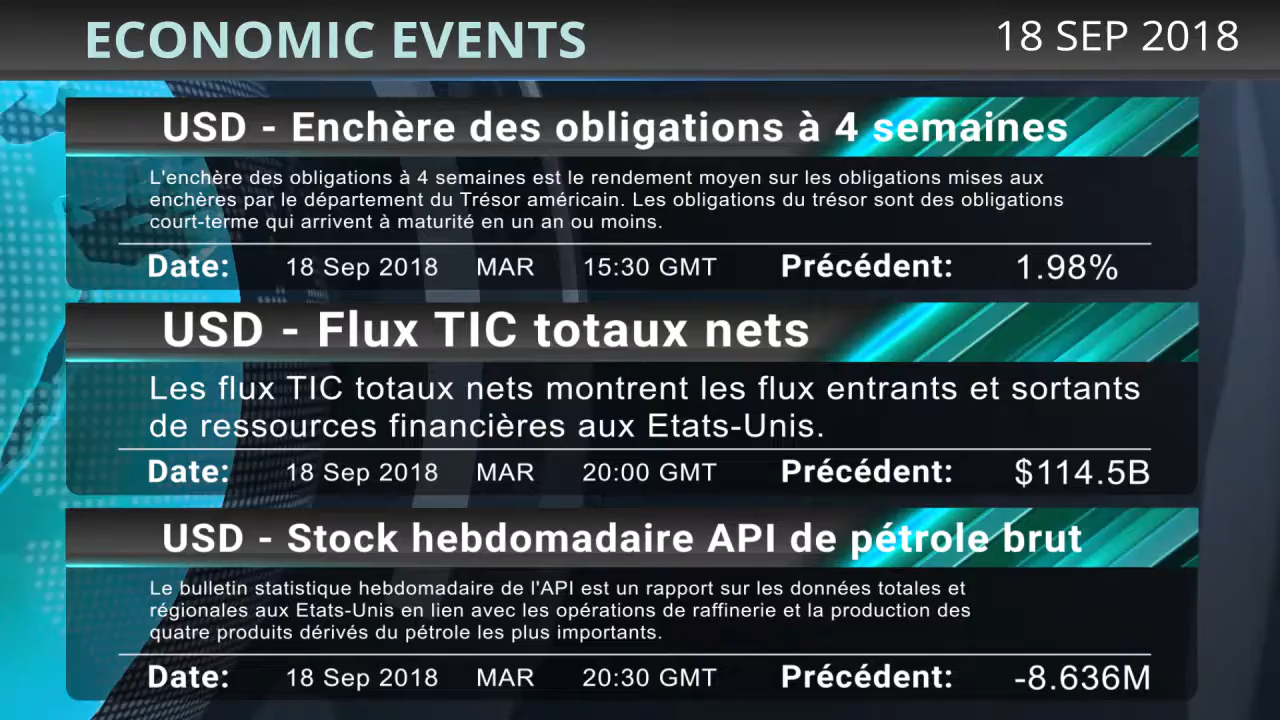 ECONOMIC EVENTS
18 SEP 2018
USD - Enchère des obligations à 4 semaines
L'enchère des obligations à 4 semaines est le rendement moyen sur les obligations mises aux
enchères par le département du Trésor américain. Les obligations du trésor sont des obligations
court-terme qui arrivent à maturité en un an ou moins.
Date: 18 Sep 2018 MAR 15:30 GMT Précédent: 1.98%
USD - Flux TIC totaux nets
Les flux TIC totaux nets montrent les flux entrants et sortants
de ressources financières aux Etats-Unis.
Date: 18 Sep 2018 MAR 20:00 GMT Précédent: $114.5B
USD - Stock hebdomadaire API de pétrole brut
Le bulletin statistique hebdomadaire de l'API est un rapport sur les données totales et
régionales aux Etats-Unis en lien avec les opérations de raffinerie et la production des
quatre produits dérivés du pétrole les plus importants.
Date: 18 Sep 2018 MAR 20:30 GMT Précédent: -8.636M